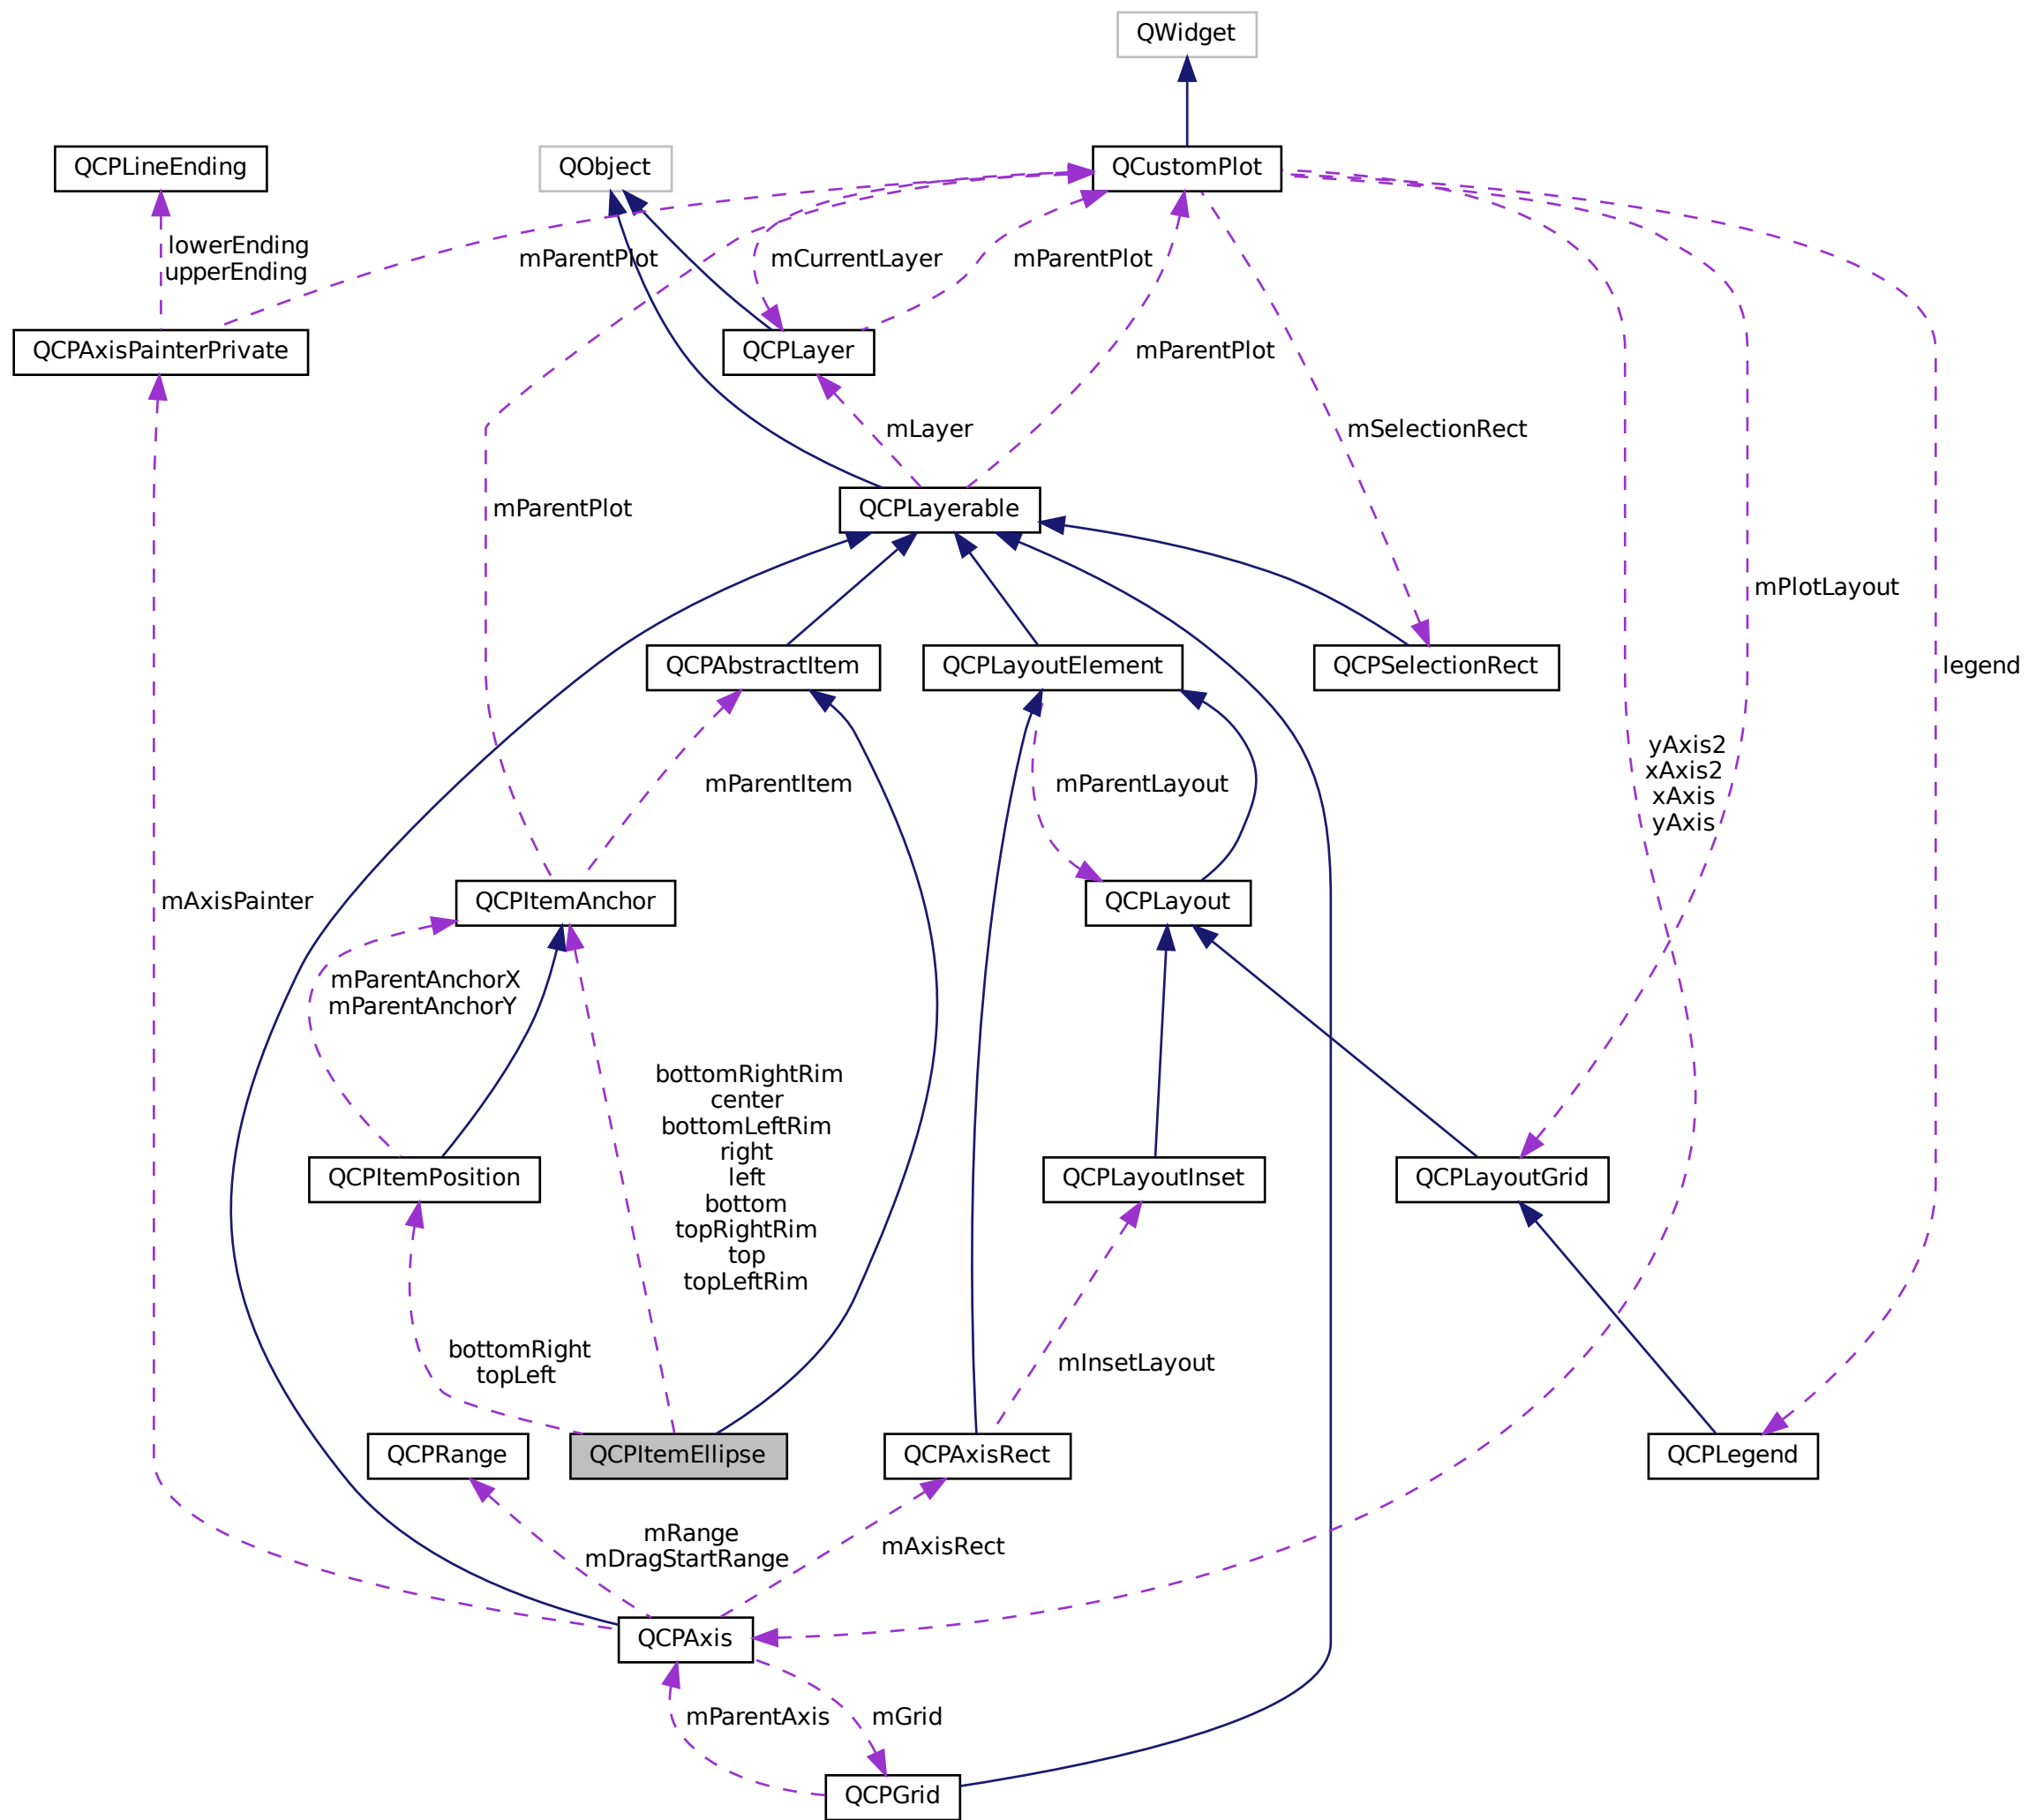 QWidget
QCPLineEnding
QObject
QCustomPlot
lowerEnding
upperEnding
mParentPlot
mCurrentLayer
mParentPlot
QCPAxisPainterPrivate
QCPLayer
mParentPlot
mLayer
mSelectionRect
mParentPlot
QCPLayerable
mPlotLayout
QCPAbstractItem
QCPLayoutElement
QCPSelectionRect
legend
yAxis2
xAxis2
xAxis
yAxis
mParentItem
mParentLayout
mAxisPainter
QCPItemAnchor
QCPLayout
mParentAnchorX
mParentAnchorY
bottomRightRim
center
bottomLeftRim
right
left
bottom
topRightRim
top
topLeftRim
QCPItemPosition
QCPLayoutInset
QCPLayoutGrid
bottomRight
topLeft
mInsetLayout
QCPRange
QCPItemEllipse
QCPAxisRect
QCPLegend
mRange
mDragStartRange
mAxisRect
QCPAxis
mParentAxis
mGrid
QCPGrid